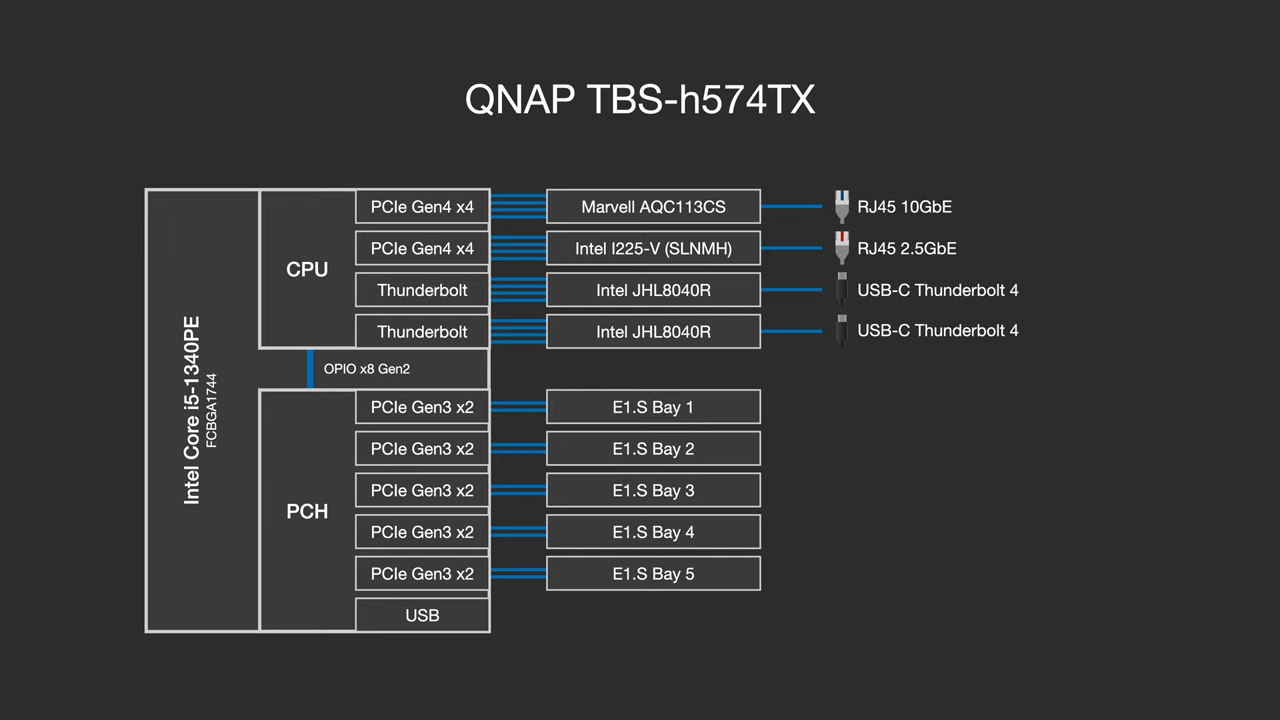 QNAP TBS-h574TX
Intel Core i5-1340PE
FCBGA1744
CPU
PCIe Gen4 x4
Marvell AQC113CS
RJ45 10GbE
PCIe Gen4 x4
Intel I225-V (SLNMH)
RJ45 2.5GbE
Thunderbolt
Intel JHL8040R
USB-C Thunderbolt 4
Thunderbolt
Intel JHL8040R
USB-C Thunderbolt 4
OPIO x8 Gen2
PCH
PCIe Gen3 x2
E1.S Bay 1
PCIe Gen3 x2
E1.S Bay 2
PCIe Gen3 x2
E1.S Bay 3
PCIe Gen3 x2
E1.S Bay 4
PCIe Gen3 x2
E1.S Bay 5
USB